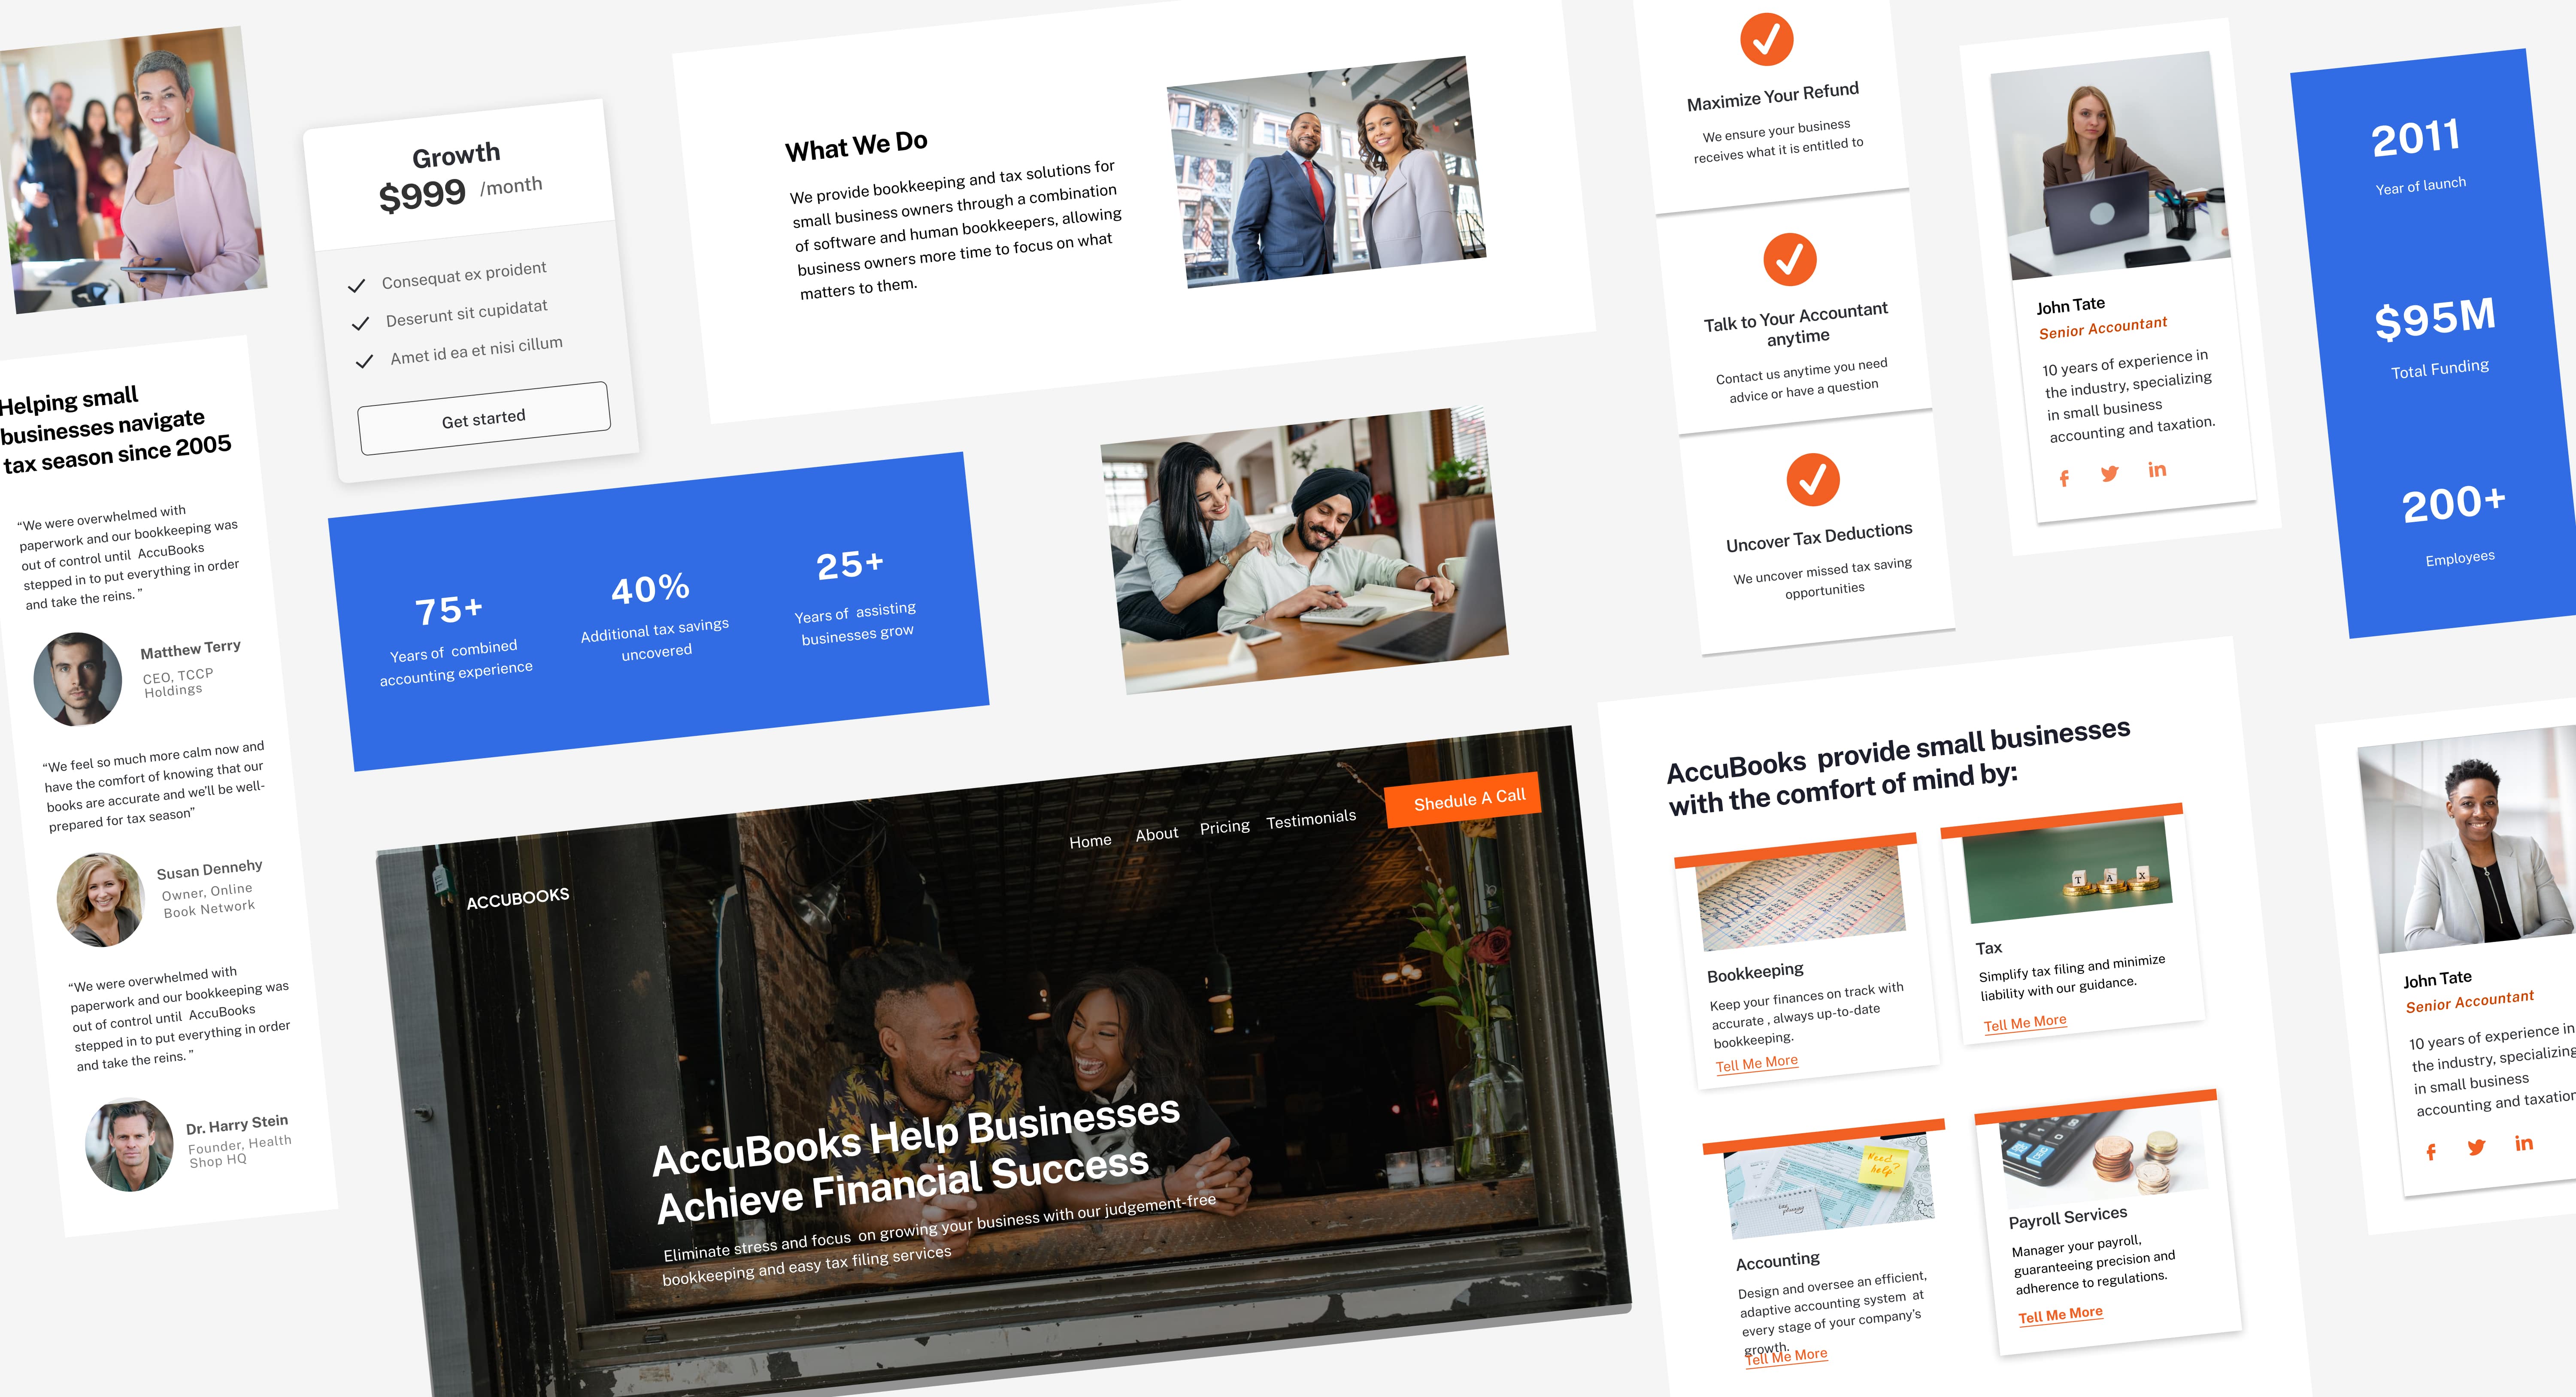 Helping small
businesses navigate
tax season since 2005
“We were overwhelmed with
paperwork and our bookkeeping was
out of control until AccuBooks
stepped in to put everything in order
and take the reins. ”
Matthew Terry
CEO, TCCP
Holdings
“We feel so much more calm now and
have the comfort of knowing that our
books are accurate and we'll be well-
prepared for tax season”
Susan Dennehy
Owner, Online
Book Network
“We were overwhelmed with
paperwork and our bookkeeping was
out of control until AccuBooks
stepped in to put everything in order
and take the reins. ”
Dr. Harry Stein
Founder, Health
Shop HQ
Growth
$999 /month
Consequat ex proident
Deserunt sit cupidatat
Amet id ea et nisi cillum
Get started
What We Do
We provide bookkeeping and tax solutions for
small business owners through a combination
of software and human bookkeepers, allowing
business owners more time to focus on what
matters to them.
75+
Years of combined
accounting experience
40%
Additional tax savings
uncovered
25+
Years of assisting
businesses grow
ACCUBOOKS
Home About Pricing Testimonials
Shedule A Call
AccuBooks Help Businesses
Achieve Financial Success
Eliminate stress and focus on growing your business with our judgement-free
bookkeeping and easy tax filing services
Maximize Your Refund
We ensure your business
receives what it is entitled to
Talk to Your Accountant
anytime
Contact us anytime you need
advice or have a question
Uncover Tax Deductions
We uncover missed tax saving
opportunities
John Tate
Senior Accountant
10 years of experience in
the industry, specializing
in small business
accounting and taxation.
f in
2011
Year of launch
$95M
Total Funding
200+
Employees
AccuBooks provide small businesses
with the comfort of mind by:
Bookkeeping
Keep your finances on track with
accurate , always up-to-date
bookkeeping.
Tell Me More
TAX
Tax
Simplify tax filing and minimize
liability with our guidance.
Tell Me More
Need
help?
tax
planning
Accounting
Design and oversee an efficient,
adaptive accounting system at
every stage of your company's
growth.
Tell Me More
Payroll Services
Manager your payroll,
guaranteeing precision and
adherence to regulations.
Tell Me More
John Tate
Senior Accountant
10 years of experience in
the industry, specializing
in small business
accounting and taxation
f in